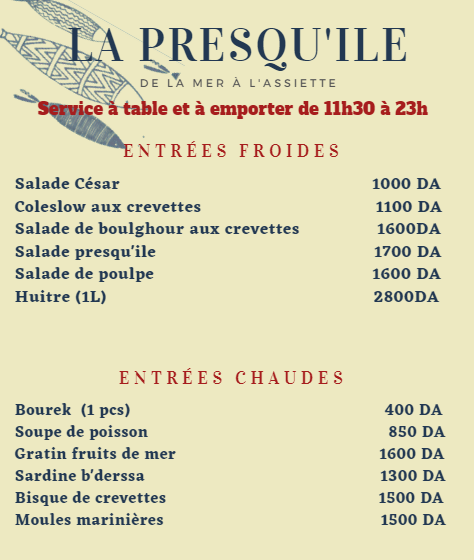 LA PRESQU'ILE
DE LA MER À L'ASSIETTE
Service à table et à emporter de 11h30 à 23h
ENTRÉES FROIDES
Salade César 1000 DA
Coleslow aux crevettes 1100 DA
Salade de boulghour aux crevettes 1600DA
Salade presqu'ile 1700 DA
Salade de poulpe 1600 DA
Huitre (1L) 2800DA
ENTRÉES CHAUDES
Bourek (1 pcs) 400 DA
Soupe de poisson 850 DA
Gratin fruits de mer 1600 DA
Sardine b'derssa 1300 DA
Bisque de crevettes 1500 DA
Moules marinières 1500 DA